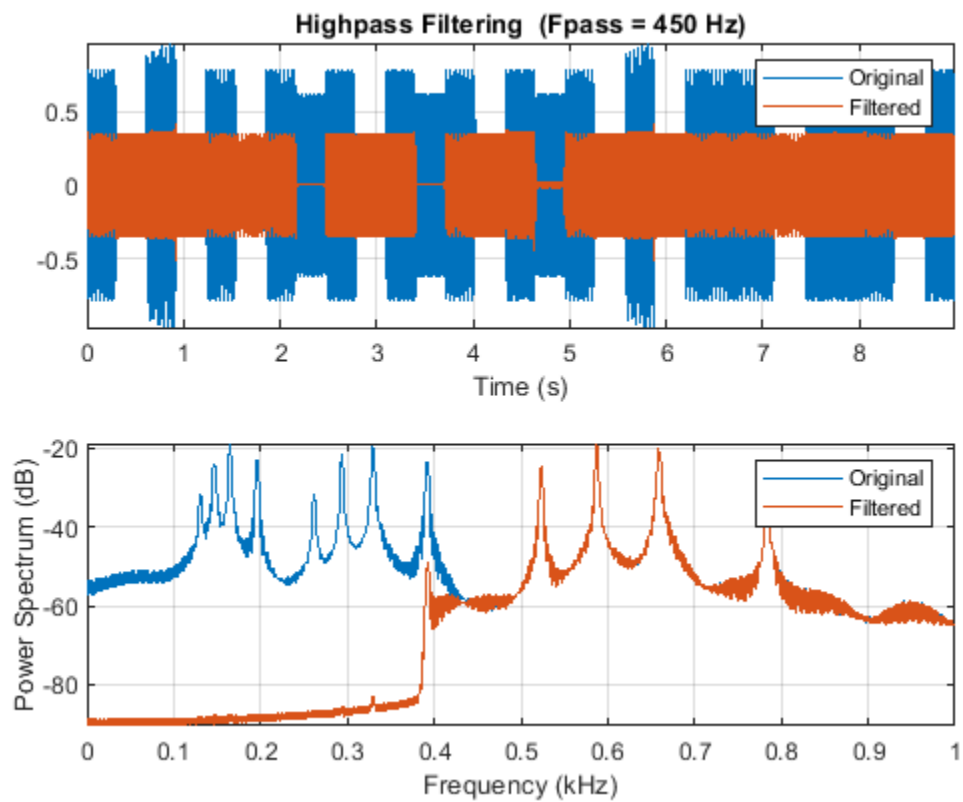 Highpass Filtering (Fpass = 450 Hz)
Original
Filtered
0.5
0
-0.5
0 1 2 3 4 5 6 7 8
Time (s)
Power Spectrum (dB)
-20
Original
Filtered
-40
-60
-80
0 0.1 0.2 0.3 0.4 0.5 0.6 0.7 0.8 0.9 1
Frequency (kHz)